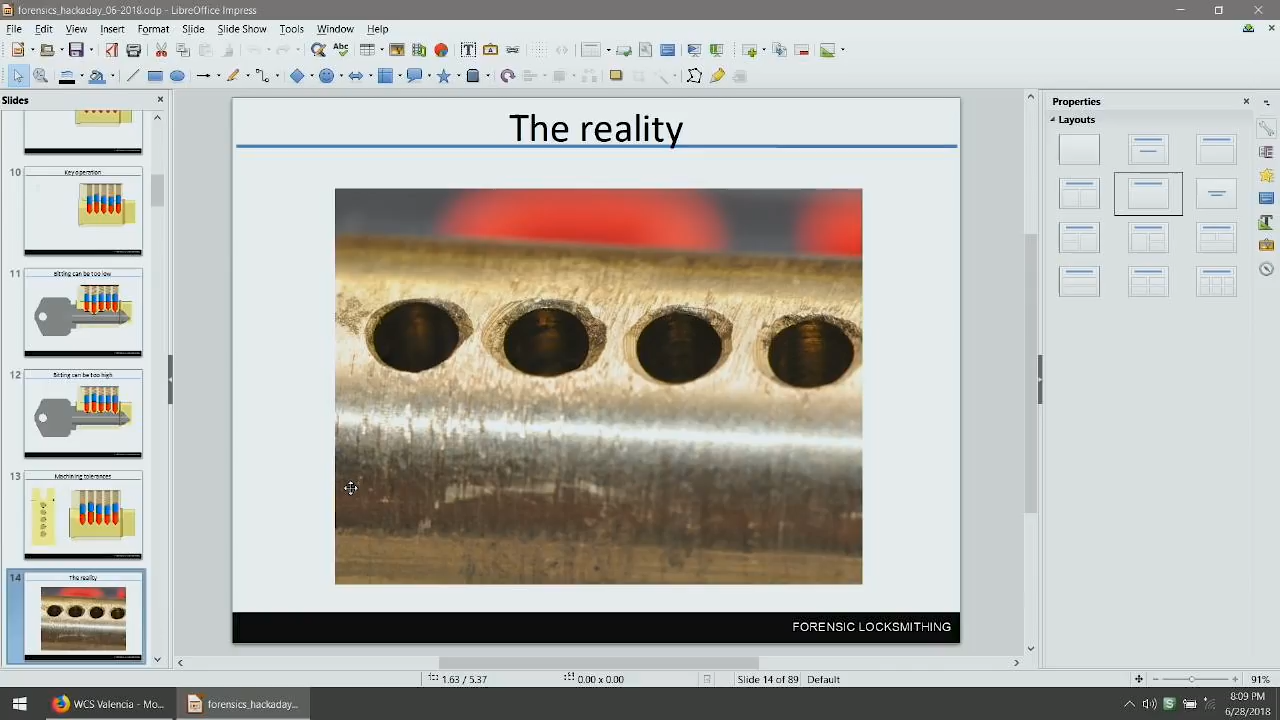 forensics_hackaday_06-2018.odp - LibreOffice Impress
File Edit View Insert Format Slide Slide Show Tools Window Help
Slides
10
Key operation
11
Bitting can be too low
12
Bitting can be too high
13
Machining tolerances
14
The reality
The reality
FORENSIC LOCKSMITHING
Properties
Layouts
1.63 / 5.37
0.00 x 0.00
Slide 14 of 89
Default
91%
WCS Valencia - Mo...
forensics_hackaday...
8:09 PM
6/28/2018